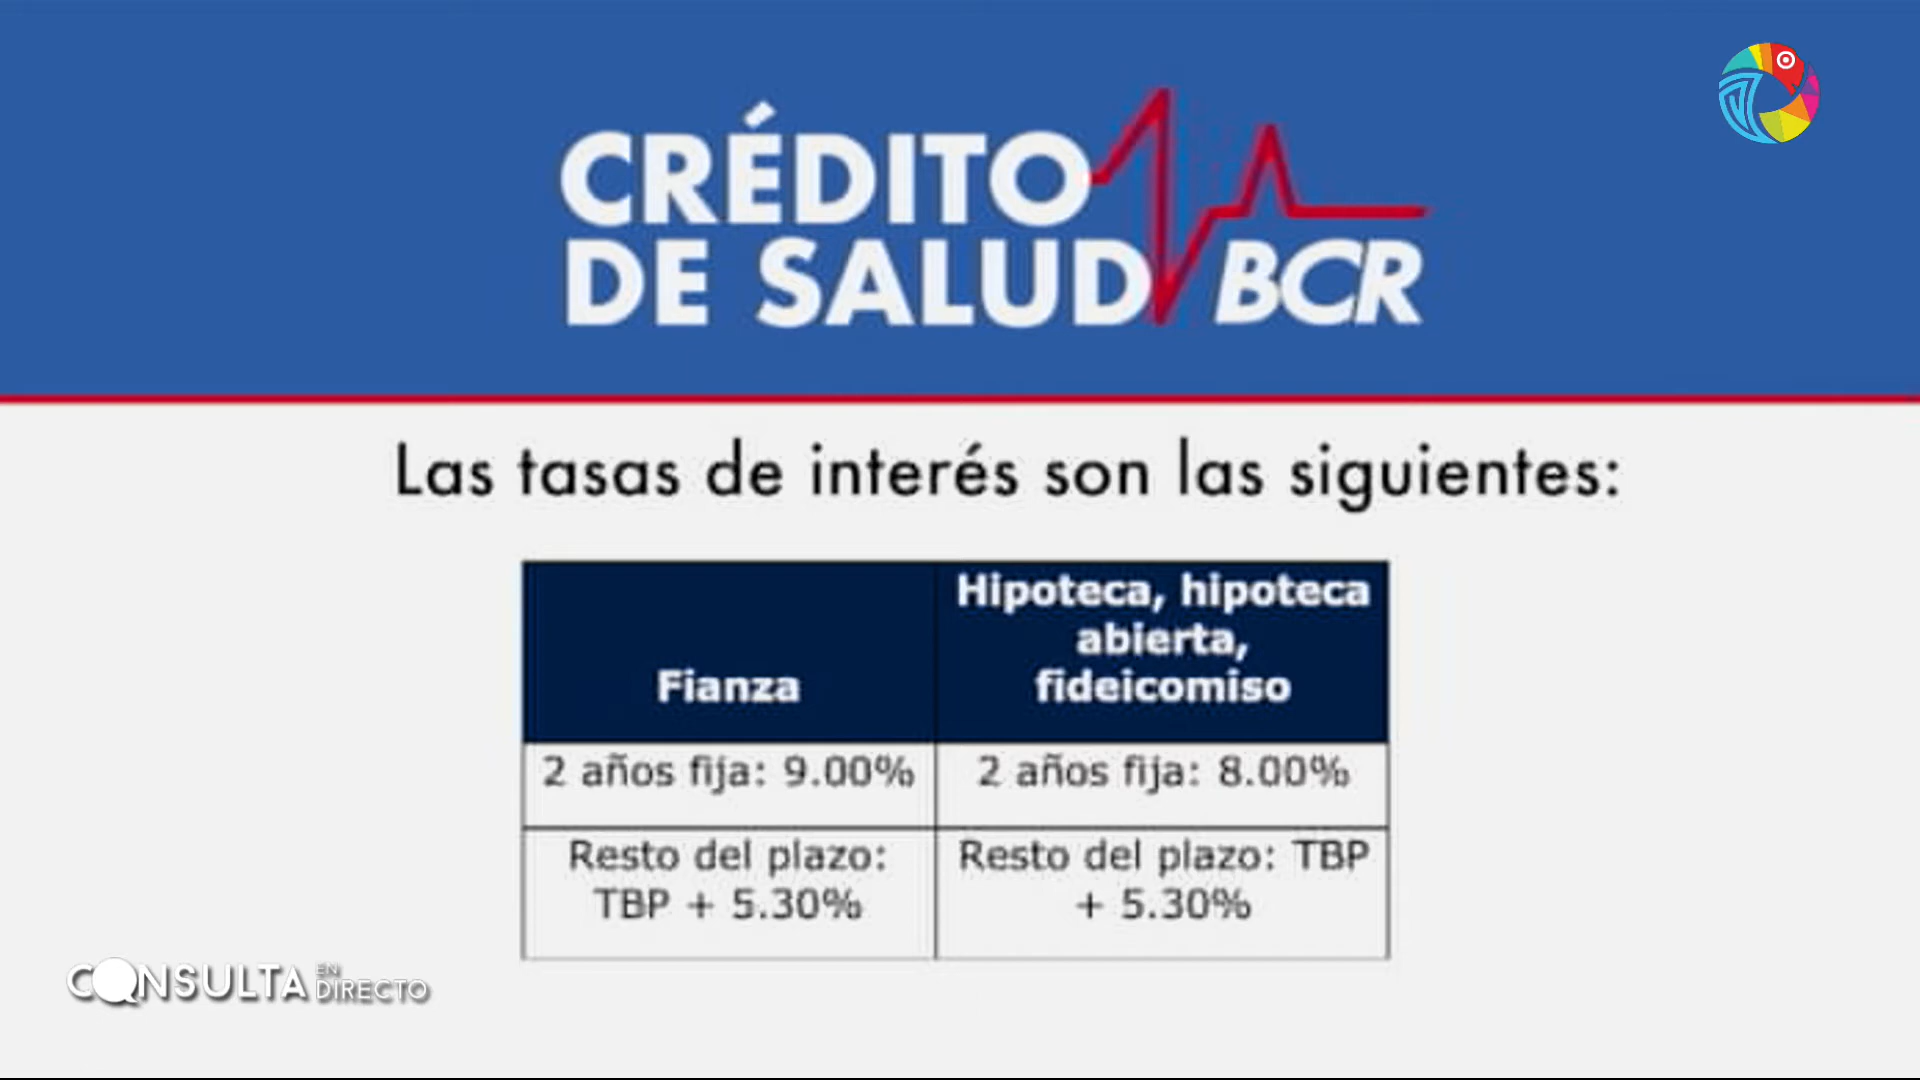 CRÉDITO
DE SALUD BCR
Las tasas de interés son las siguientes:
Fianza
Hipoteca, hipoteca
abierta,
fideicomiso
2 años fija: 9.00%
2 años fija: 8.00%
Resto del plazo:
TBP + 5.30%
Resto del plazo: TBP
+ 5.30%
CONSULTA EN
DIRECTO